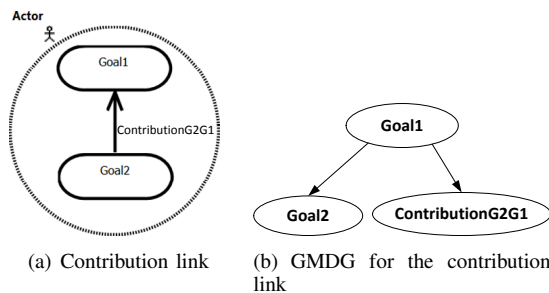 Actor
Goal1
ContributionG2G1
Goal2
(a) Contribution link
Goal1
Goal2
ContributionG2G1
(b) GMDG for the contribution
link